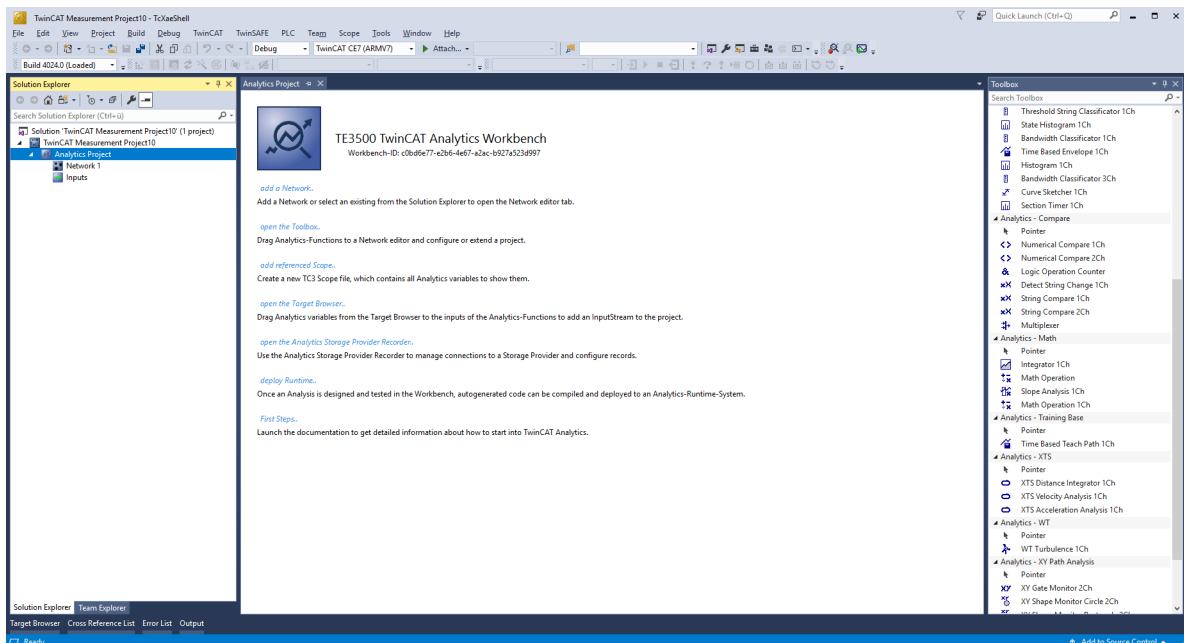 TwinCAT Measurement Project10 - TcXaeShell
Quick Launch (Ctrl+Q)
File Edit View Project Build Debug TwinCAT TwinSAFE PLC Team Scope Tools Window Help
Debug TwinCAT CE7 (ARMV7) Attach...
Build 4024.0 (Loaded)
Solution Explorer
Search Solution Explorer (Ctrl+ü)
Solution 'TwinCAT Measurement Project10' (1 project)
TwinCAT Measurement Project10
Analytics Project
Network 1
Inputs
Solution Explorer Team Explorer
Analytics Project
TE3500 TwinCAT Analytics Workbench
Workbench-ID: c0bd6e77-e2b6-4e67-a2ac-b927a523d997
add a Network..
Add a Network or select an existing from the Solution Explorer to open the Network editor tab.
open the Toolbox..
Drag Analytics-Functions to a Network editor and configure or extend a project.
add referenced Scope..
Create a new TC3 Scope file, which contains all Analytics variables to show them.
open the Target Browser..
Drag Analytics variables from the Target Browser to the inputs of the Analytics-Functions to add an InputStream to the project.
open the Analytics Storage Provider Recorder..
Use the Analytics Storage Provider Recorder to manage connections to a Storage Provider and configure records.
deploy Runtime..
Once an Analysis is designed and tested in the Workbench, autogenerated code can be compiled and deployed to an Analytics-Runtime-System.
First Steps..
Launch the documentation to get detailed information about how to start into TwinCAT Analytics.
Toolbox
Search Toolbox
Threshold String Classificator 1Ch
State Histogram 1Ch
Bandwidth Classificator 1Ch
Time Based Envelope 1Ch
Histogram 1Ch
Bandwidth Classificator 3Ch
Curve Sketcher 1Ch
Section Timer 1Ch
Analytics - Compare
Pointer
Numerical Compare 1Ch
Numerical Compare 2Ch
Logic Operation Counter
Detect String Change 1Ch
String Compare 1Ch
String Compare 2Ch
Multiplexer
Analytics - Math
Pointer
Integrator 1Ch
Math Operation
Slope Analysis 1Ch
Math Operation 1Ch
Analytics - Training Base
Pointer
Time Based Teach Path 1Ch
Analytics - XTS
Pointer
XTS Distance Integrator 1Ch
XTS Velocity Analysis 1Ch
XTS Acceleration Analysis 1Ch
Analytics - WT
Pointer
WT Turbulence 1Ch
Analytics - XY Path Analysis
Pointer
XY Gate Monitor 2Ch
XY Shape Monitor Circle 2Ch
Target Browser Cross Reference List Error List Output
Ready
Add to Source Control